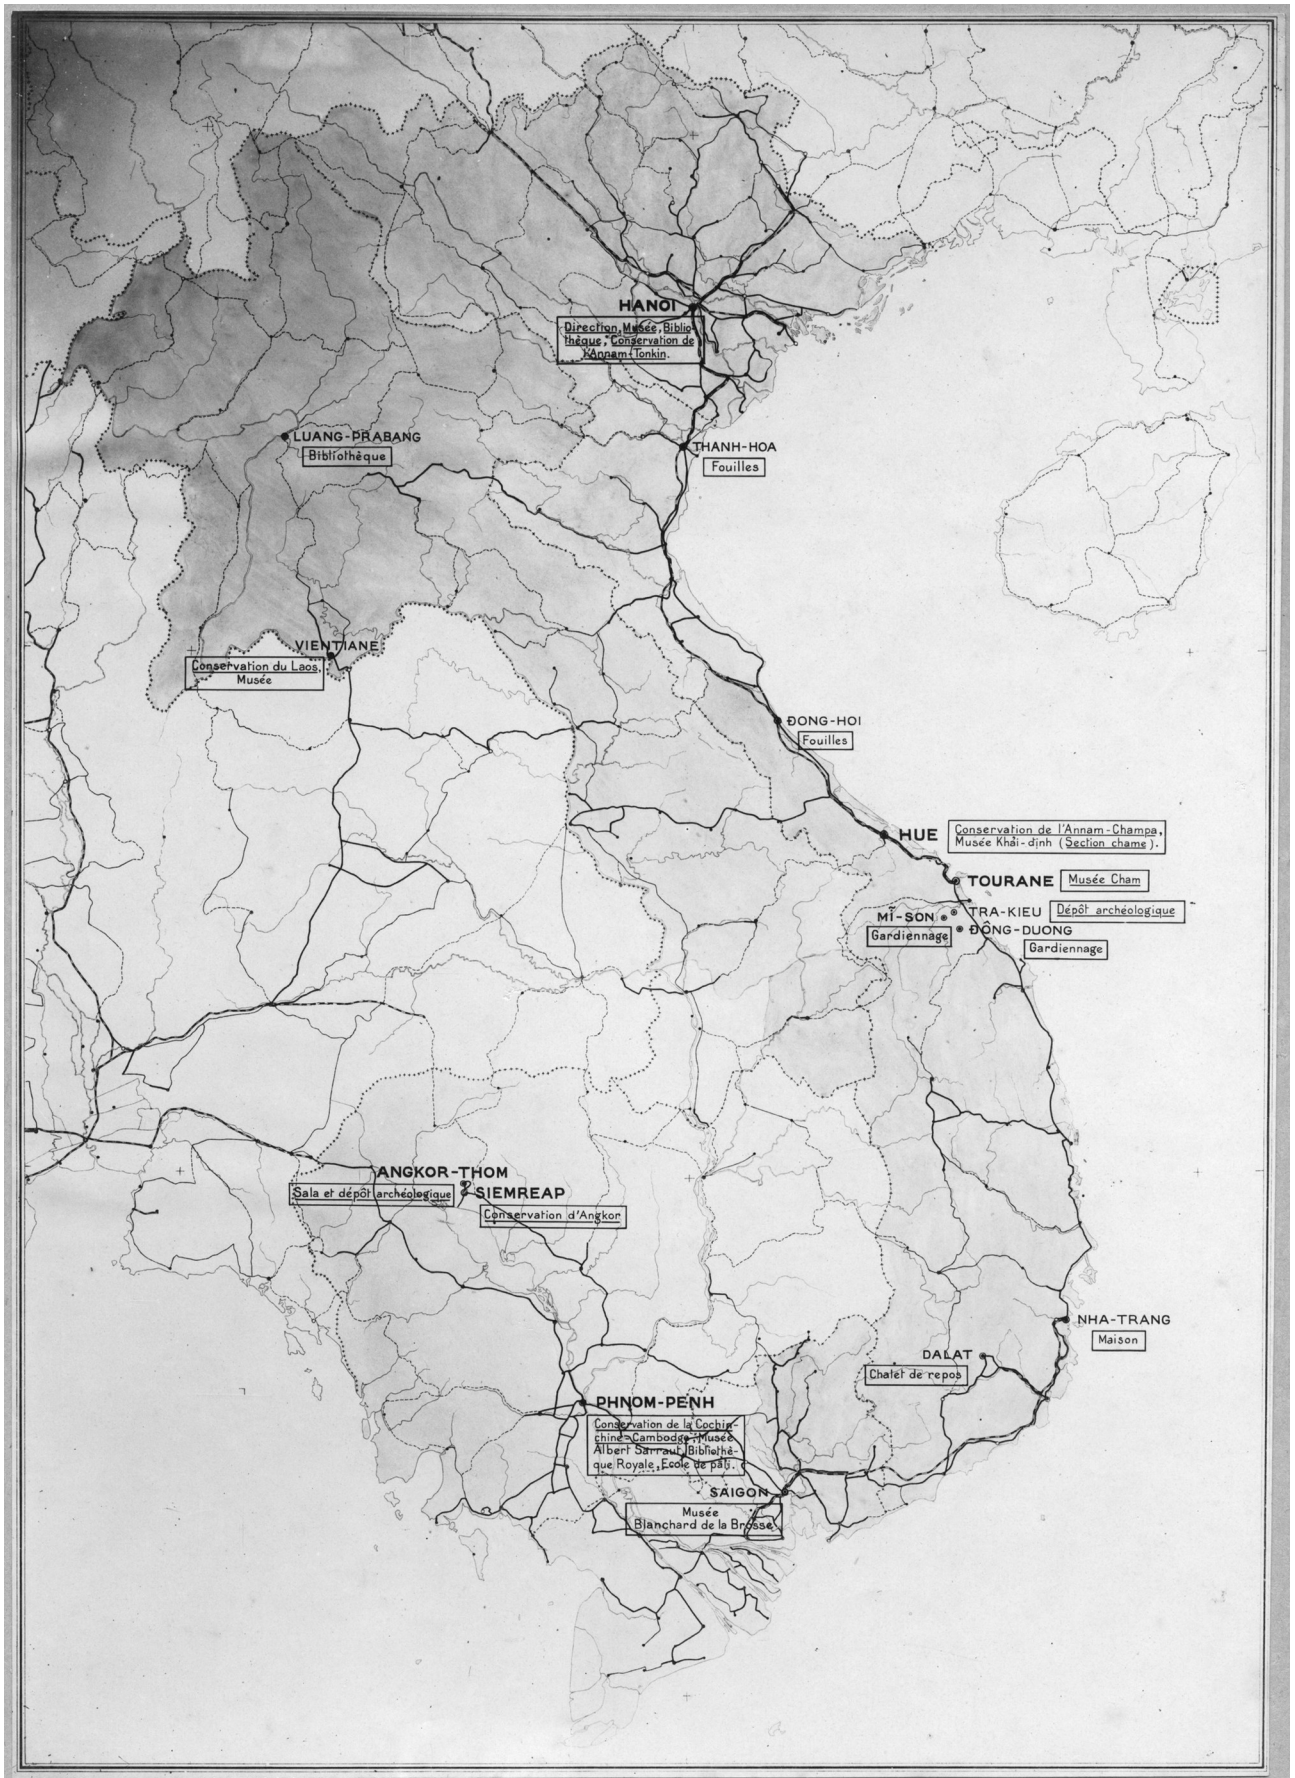 HANOI
Direction, Musée, Biblio-
thèque, Conservation de
l'Annam-Tonkin.
LUANG-PRABANG
Bibliothèque
THANH-HOA
Fouilles
VIENTIANE
Conservation du Laos,
Musée
ĐONG-HOI
Fouilles
HUE
Conservation de l'Annam-Champa,
Musée Khải-dịnh (Section chame).
TOURANE
Musée Cham
MĨ-SON
Gardiennage
TRA-KIEU
Dépôt archéologique
ĐÔNG-DUONG
Gardiennage
ANGKOR-THOM
Sala et dépôt archéologique
SIEMREAP
Conservation d'Angkor
NHA-TRANG
Maison
DALAT
Chalet de repos
PHNOM-PENH
Conservation de la Cochin-
chine-Cambodge, Musée
Albert Sarraut, Bibliothè-
que Royale, Ecole de pâli.
SAIGON
Musée
Blanchard de la Brosse